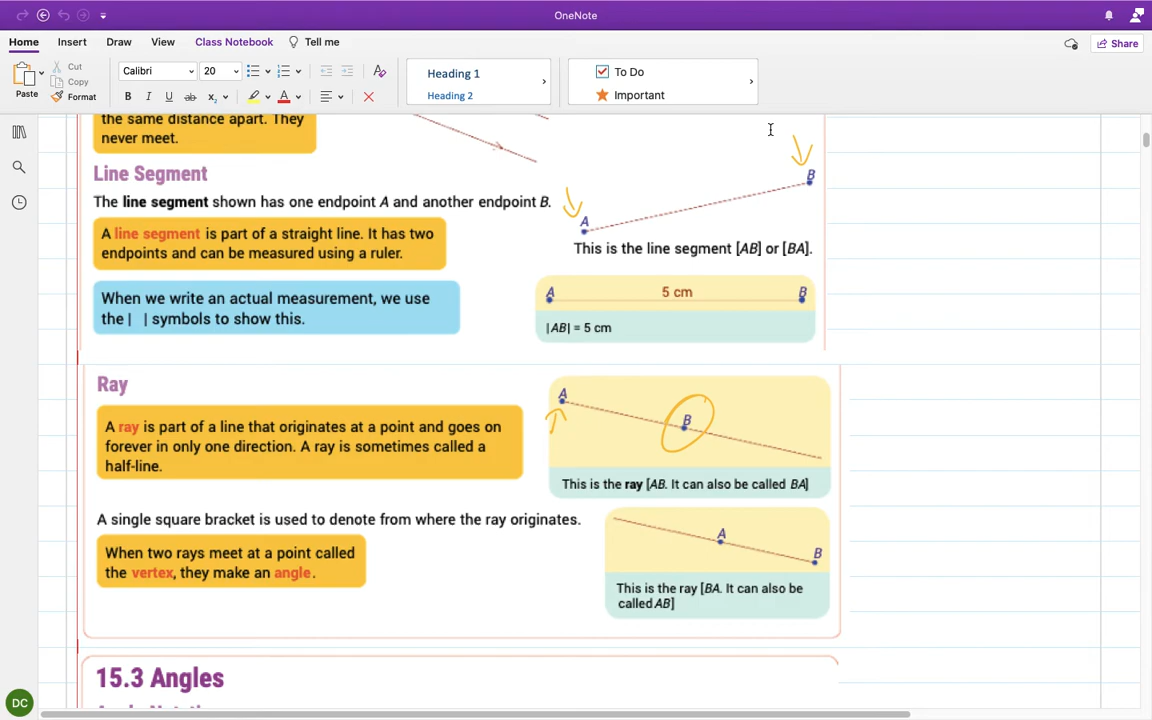 OneNote
Home Insert Draw View Class Notebook Tell me
Share
Paste
Cut
Copy
Format
Calibri 20
B I U ab x₂ A
Heading 1
Heading 2
To Do
Important
the same distance apart. They
never meet.
Line Segment
The line segment shown has one endpoint A and another endpoint B.
A line segment is part of a straight line. It has two
endpoints and can be measured using a ruler.
When we write an actual measurement, we use
the | | symbols to show this.
A
B
This is the line segment [AB] or [BA].
A 5 cm B
|AB| = 5 cm
Ray
A ray is part of a line that originates at a point and goes on
forever in only one direction. A ray is sometimes called a
half-line.
A
B
This is the ray [AB. It can also be called BA]
A single square bracket is used to denote from where the ray originates.
When two rays meet at a point called
the vertex, they make an angle.
A
B
This is the ray [BA. It can also be
called AB]
15.3 Angles
DC